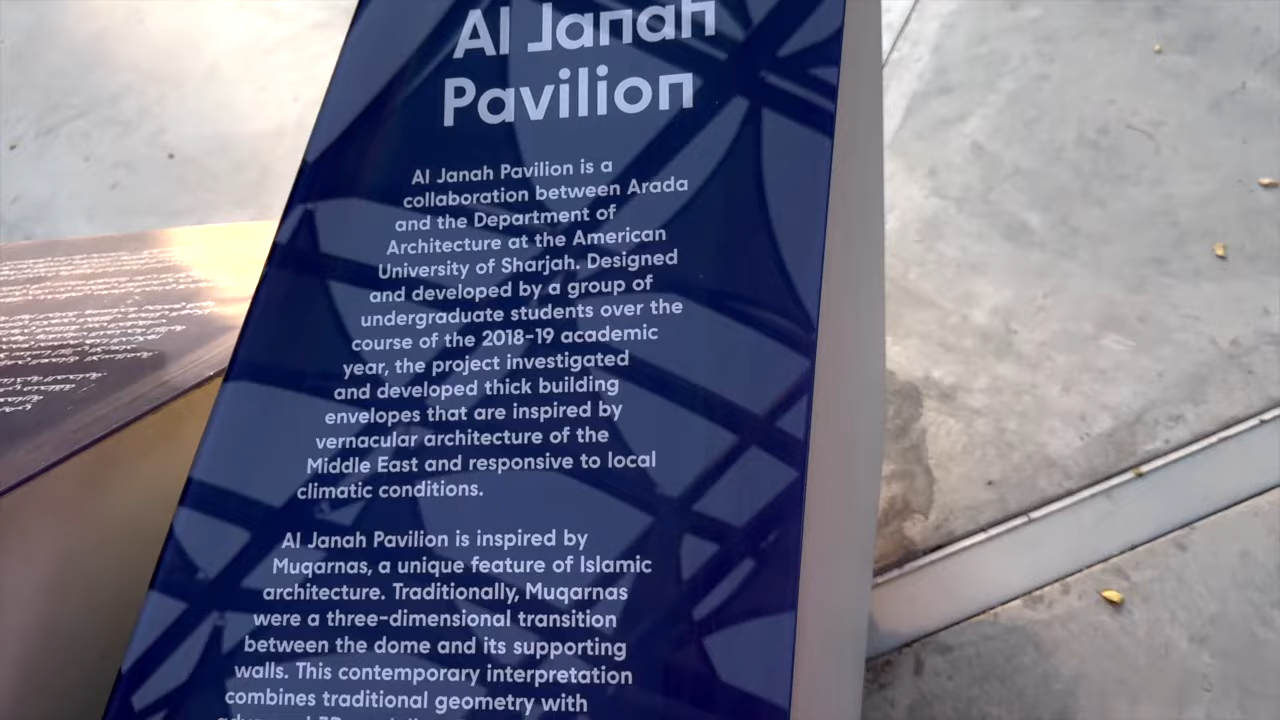 Al Janah
Pavilion
Al Janah Pavilion is a
collaboration between Arada
and the Department of
Architecture at the American
University of Sharjah. Designed
and developed by a group of
undergraduate students over the
course of the 2018-19 academic
year, the project investigated
and developed thick building
envelopes that are inspired by
vernacular architecture of the
Middle East and responsive to local
climatic conditions.
Al Janah Pavilion is inspired by
Muqarnas, a unique feature of Islamic
architecture. Traditionally, Muqarnas
were a three-dimensional transition
between the dome and its supporting
walls. This contemporary interpretation
combines traditional geometry with